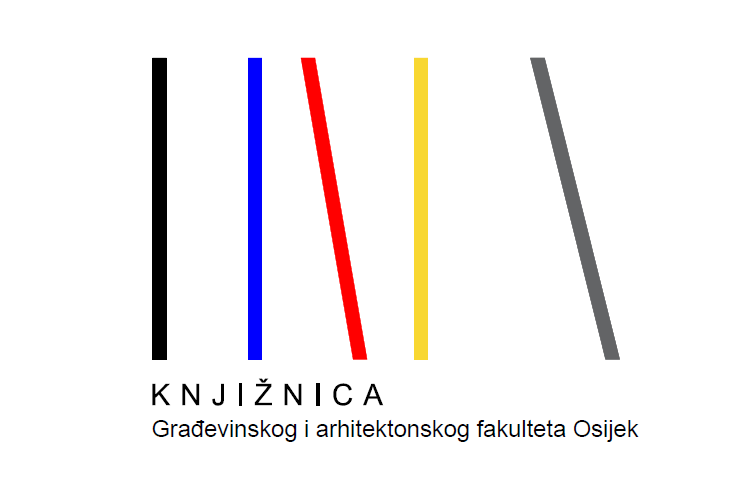 KNJIŽNICA
Građevinskog i arhitektonskog fakulteta Osijek